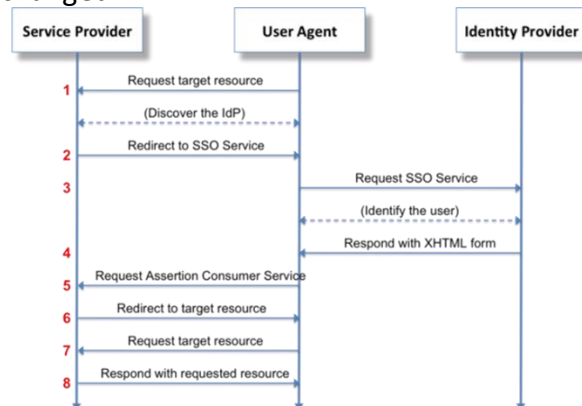 Service Provider
User Agent
Identity Provider
1
Request target resource
(Discover the IdP)
2
Redirect to SSO Service
3
Request SSO Service
(Identify the user)
4
Respond with XHTML form
5
Request Assertion Consumer Service
6
Redirect to target resource
7
Request target resource
8
Respond with requested resource